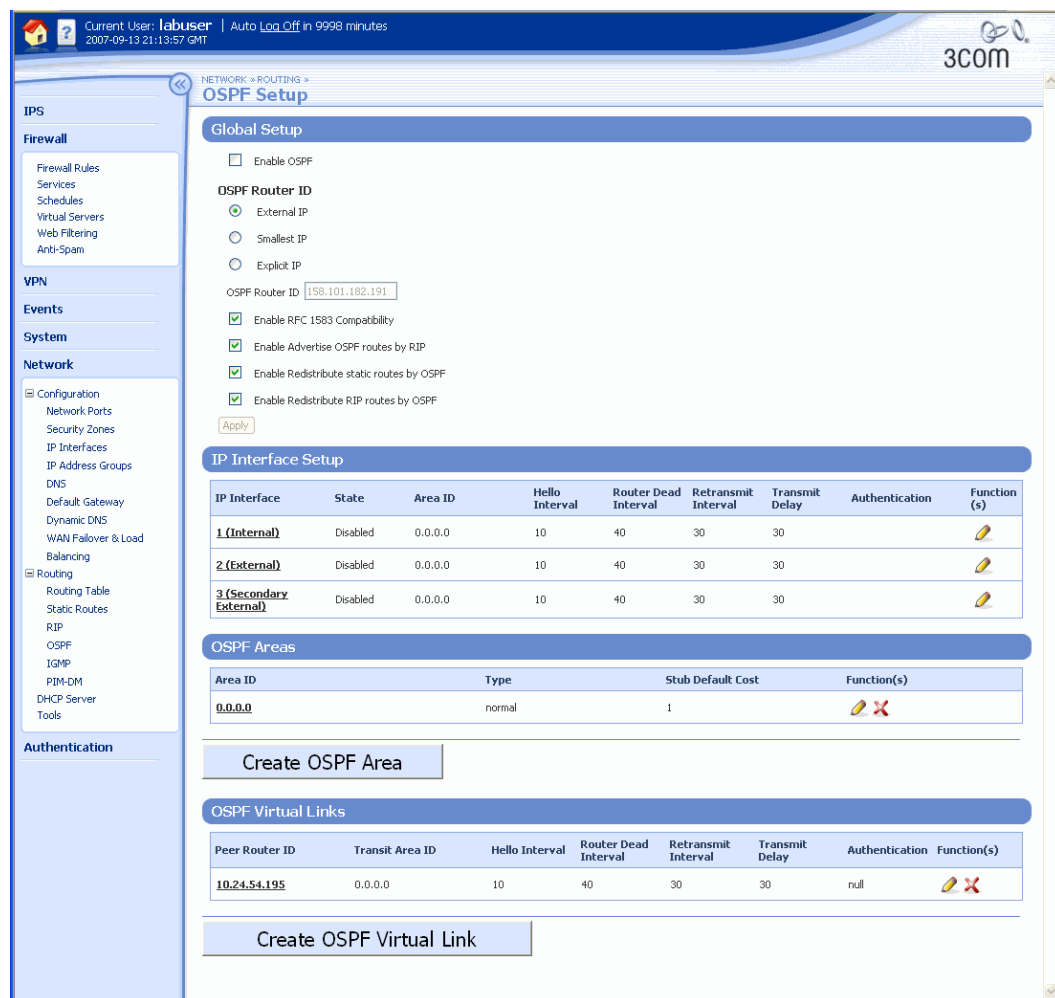 Current User: labuser | Auto Log Off in 9998 minutes
2007-09-13 21:13:57 GMT
3COM
NETWORK » ROUTING »
OSPF Setup
IPS
Firewall
Firewall Rules
Services
Schedules
Virtual Servers
Web Filtering
Anti-Spam
VPN
Events
System
Network
Configuration
Network Ports
Security Zones
IP Interfaces
IP Address Groups
DNS
Default Gateway
Dynamic DNS
WAN Failover & Load
Balancing
Routing
Routing Table
Static Routes
RIP
OSPF
IGMP
PIM-DM
DHCP Server
Tools
Authentication
Global Setup
Enable OSPF
OSPF Router ID
External IP
Smallest IP
Explicit IP
OSPF Router ID 158.101.182.191
Enable RFC 1583 Compatibility
Enable Advertise OSPF routes by RIP
Enable Redistribute static routes by OSPF
Enable Redistribute RIP routes by OSPF
Apply
IP Interface Setup
IP Interface State Area ID Hello Interval Router Dead Interval Retransmit Interval Transmit Delay Authentication Function (s)
1 (Internal) Disabled 0.0.0.0 10 40 30 30
2 (External) Disabled 0.0.0.0 10 40 30 30
3 (Secondary External) Disabled 0.0.0.0 10 40 30 30
OSPF Areas
Area ID Type Stub Default Cost Function(s)
0.0.0.0 normal 1
Create OSPF Area
OSPF Virtual Links
Peer Router ID Transit Area ID Hello Interval Router Dead Interval Retransmit Interval Transmit Delay Authentication Function(s)
10.24.54.195 0.0.0.0 10 40 30 30 null
Create OSPF Virtual Link